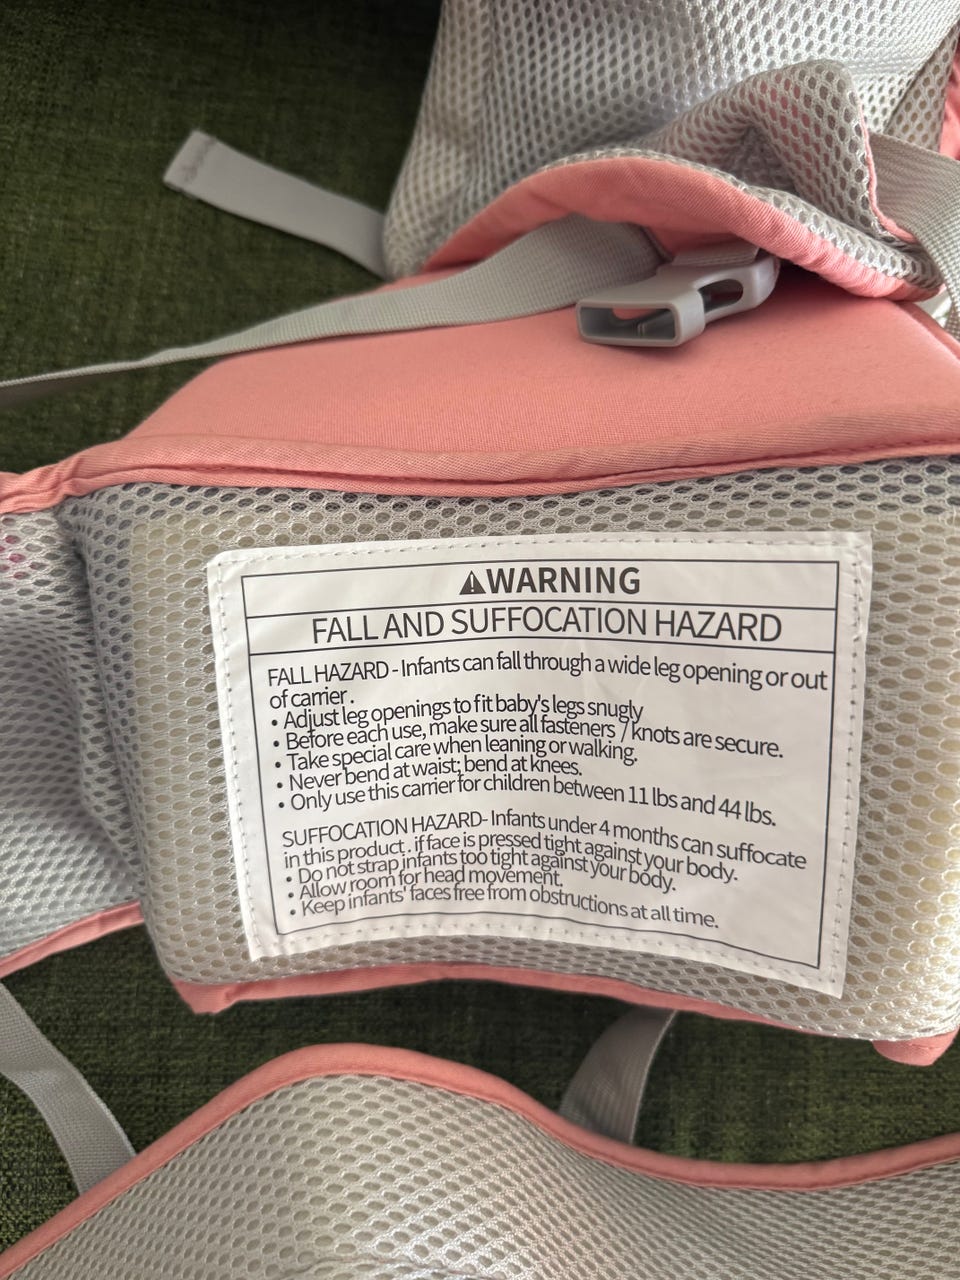 ⚠WARNING
FALL AND SUFFOCATION HAZARD
FALL HAZARD - Infants can fall through a wide leg opening or out
of carrier .
• Adjust leg openings to fit baby's legs snugly
• Before each use, make sure all fasteners / knots are secure.
• Take special care when leaning or walking.
• Never bend at waist; bend at knees.
• Only use this carrier for children between 11 lbs and 44 lbs.
SUFFOCATION HAZARD- Infants under 4 months can suffocate
in this product . if face is pressed tight against your body.
• Do not strap infants too tight against your body.
• Allow room for head movement.
• Keep infants' faces free from obstructions at all time.